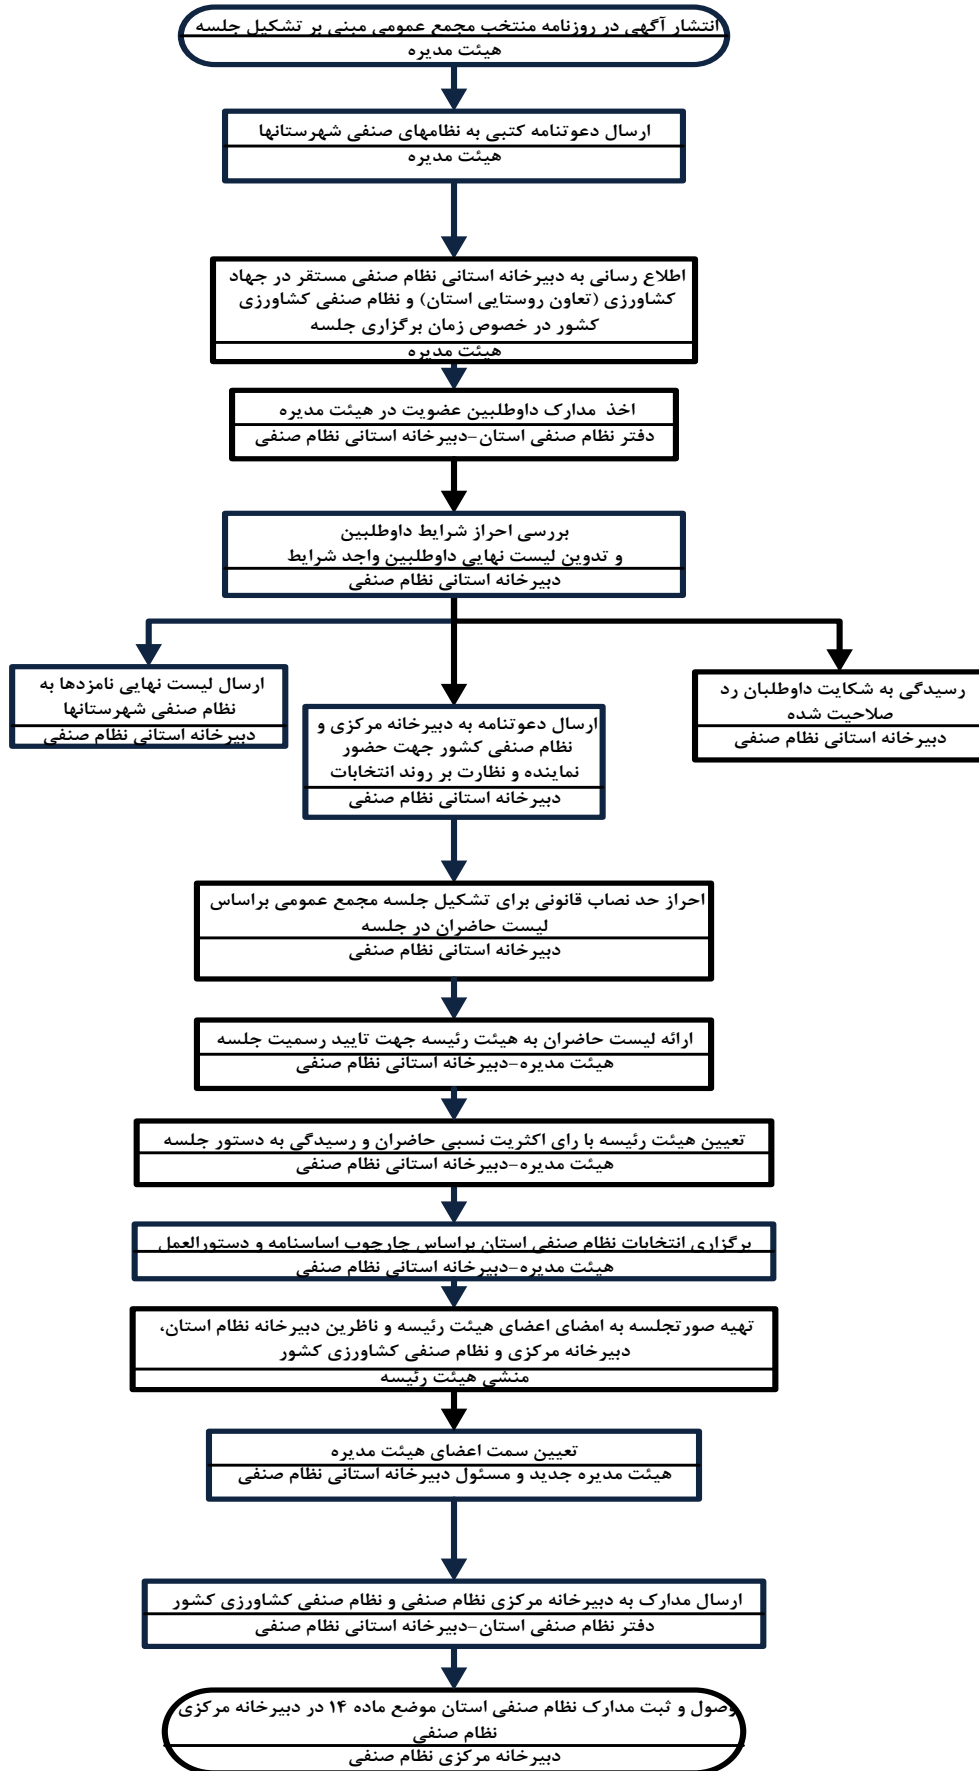 انتشار آگهی در روزنامه منتخب مجمع عمومی مبنی بر تشکیل جلسه
هیئت مدیره
ارسال دعوتنامه کتبی به نظامهای صنفی شهرستانها
هیئت مدیره
اطلاع رسانی به دبیرخانه استانی نظام صنفی مستقر در جهاد
کشاورزی (تعاون روستایی استان) و نظام صنفی کشاورزی
کشور در خصوص زمان برگزاری جلسه
هیئت مدیره
اخذ مدارک داوطلبین عضویت در هیئت مدیره
دفتر نظام صنفی استان-دبیرخانه استانی نظام صنفی
بررسی احراز شرایط داوطلبین
و تدوین لیست نهایی داوطلبین واجد شرایط
دبیرخانه استانی نظام صنفی
رسیدگی به شکایت داوطلبان رد
صلاحیت شده
دبیرخانه استانی نظام صنفی
ارسال دعوتنامه به دبیرخانه مرکزی و
نظام صنفی کشور جهت حضور
نماینده و نظارت بر روند انتخابات
دبیرخانه استانی نظام صنفی
ارسال لیست نهایی نامزدها به
نظام صنفی شهرستانها
دبیرخانه استانی نظام صنفی
احراز حد نصاب قانونی برای تشکیل جلسه مجمع عمومی براساس
لیست حاضران در جلسه
دبیرخانه استانی نظام صنفی
ارائه لیست حاضران به هیئت رئیسه جهت تایید رسمیت جلسه
هیئت مدیره-دبیرخانه استانی نظام صنفی
تعیین هیئت رئیسه با رای اکثریت نسبی حاضران و رسیدگی به دستور جلسه
هیئت مدیره-دبیرخانه استانی نظام صنفی
برگزاری انتخابات نظام صنفی استان براساس چارچوب اساسنامه و دستورالعمل
هیئت مدیره-دبیرخانه استانی نظام صنفی
تهیه صورتجلسه به امضای اعضای هیئت رئیسه و ناظرین دبیرخانه نظام استان،
دبیرخانه مرکزی و نظام صنفی کشاورزی کشور
منشی هیئت رئیسه
تعیین سمت اعضای هیئت مدیره
هیئت مدیره جدید و مسئول دبیرخانه استانی نظام صنفی
ارسال مدارک به دبیرخانه مرکزی نظام صنفی و نظام صنفی کشاورزی کشور
دفتر نظام صنفی استان-دبیرخانه استانی نظام صنفی
وصول و ثبت مدارک نظام صنفی استان موضع ماده ۱۴ در دبیرخانه مرکزی
نظام صنفی
دبیرخانه مرکزی نظام صنفی